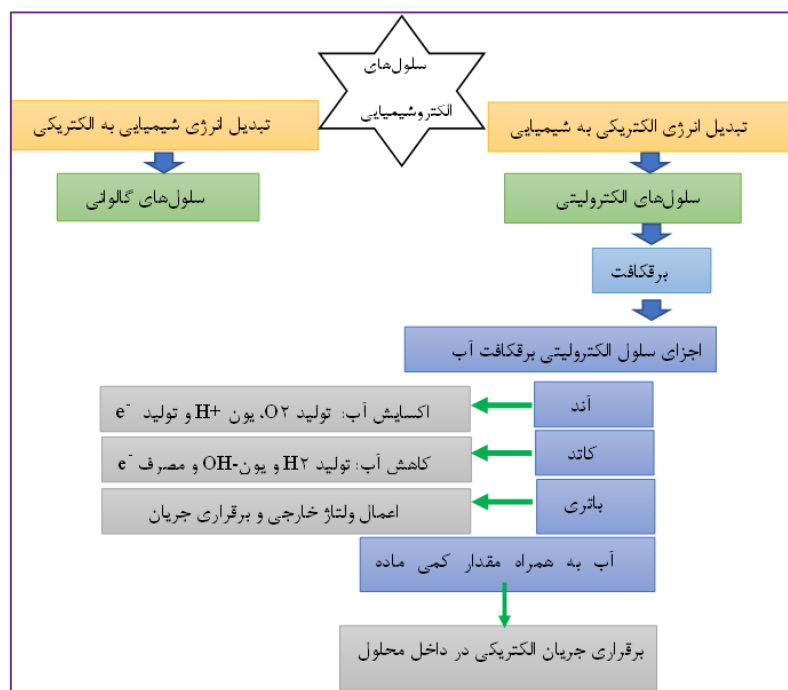 سلول‌های
الکتروشیمیایی
تبدیل انرژی الکتریکی به شیمیایی
تبدیل انرژی شیمیایی به الکتریکی
سلول‌های الکترولیتی
سلول‌های گالوانی
برقکافت
اجزای سلول الکترولیتی برقکافت آب
آند
اکسایش آب: تولید O۲، یون H+ و تولید e⁻
کاتد
کاهش آب: تولید H۲ و یون-OH و مصرف e⁻
باتری
اعمال ولتاژ خارجی و برقراری جریان
آب به همراه مقدار کمی ماده
برقراری جریان الکتریکی در داخل محلول